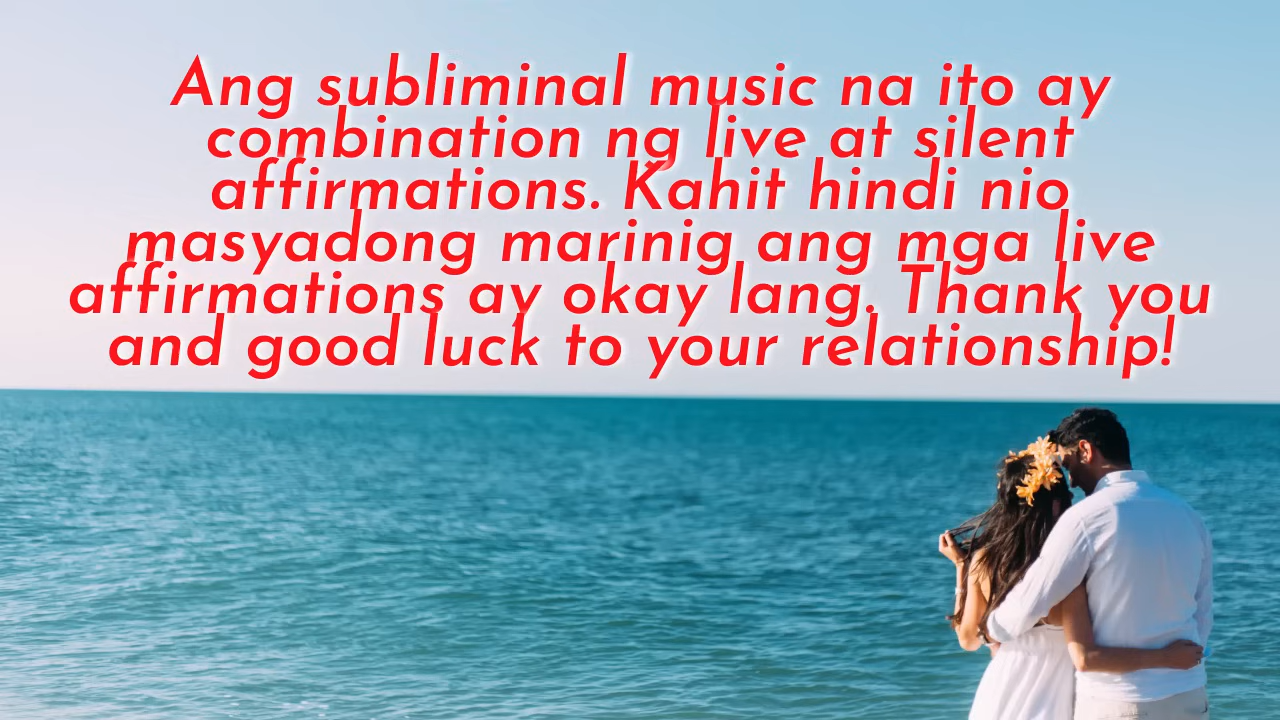 Ang subliminal music na ito ay
combination ng live at silent
affirmations. Kahit hindi nio
masyadong marinig ang mga live
affirmations ay okay lang. Thank you
and good luck to your relationship!